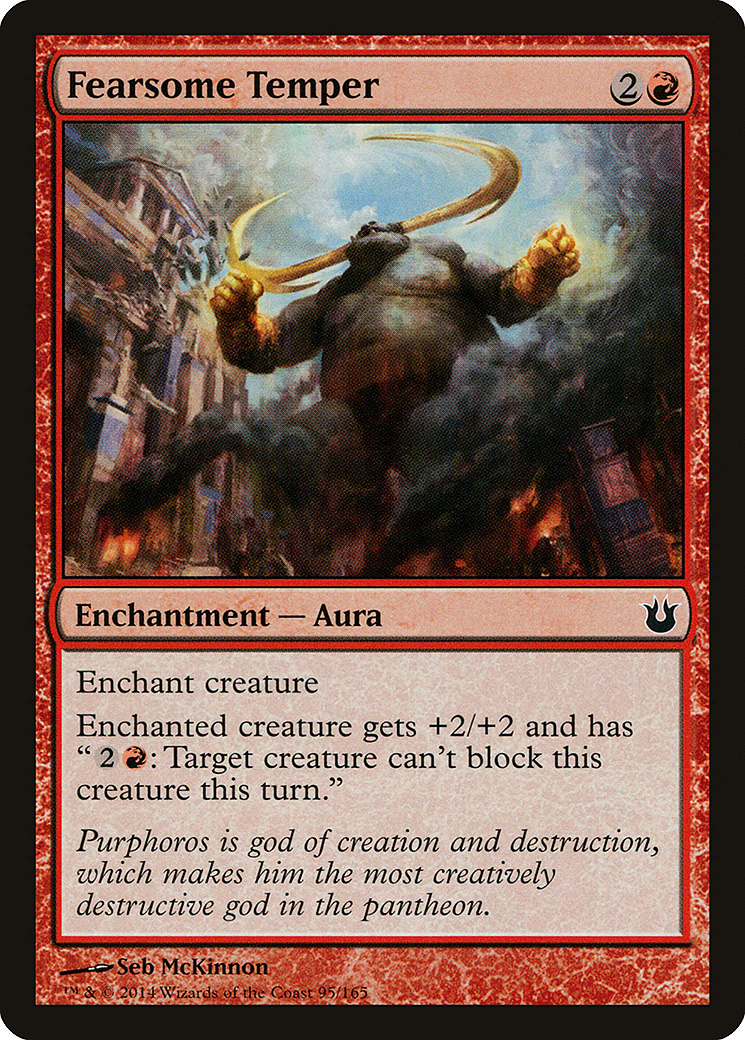 Fearsome Temper 2
Enchantment — Aura
Enchant creature
Enchanted creature gets +2/+2 and has
“2 : Target creature can't block this
creature this turn.”
Purphoros is god of creation and destruction,
which makes him the most creatively
destructive god in the pantheon.
Seb McKinnon
™ & © 2014 Wizards of the Coast 95/165